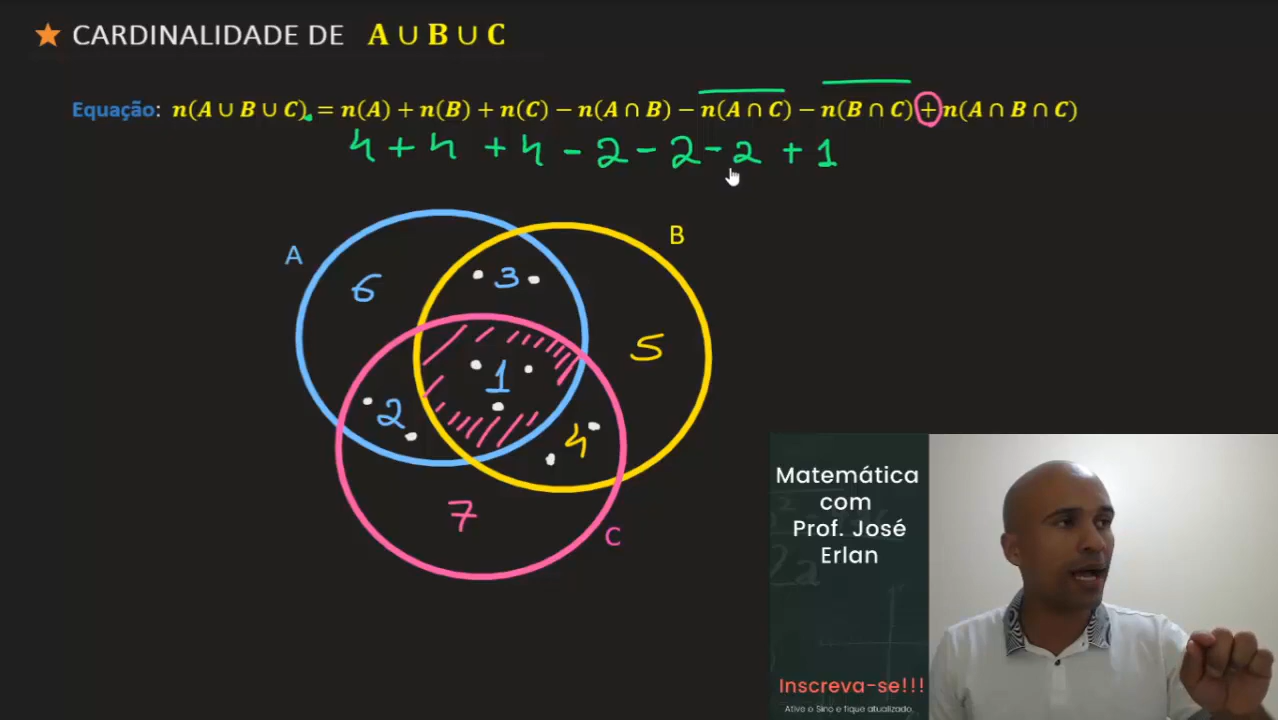 CARDINALIDADE DE A ∪ B ∪ C
Equação: n(A ∪ B ∪ C) = n(A) + n(B) + n(C) − n(A ∩ B) − n(A ∩ C) − n(B ∩ C) + n(A ∩ B ∩ C)
4 + 4 + 4 - 2 - 2 - 2 + 1
B
A
3
6
5
1
2
4
7
C
Matemática
com
Prof. José
Erlan
Inscreva-se!!!
Ative o Sino e fique atualizado.